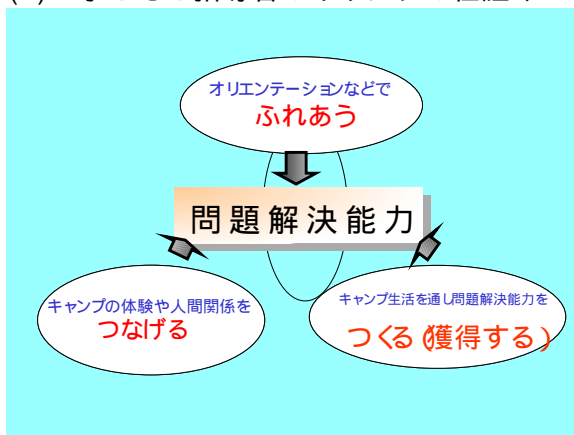 オリエンテーションなどで
ふれあう
問題解決能力
キャンプの体験や人間関係を
つなげる
キャンプ生活を通し問題解決能力を
つくる(獲得する)